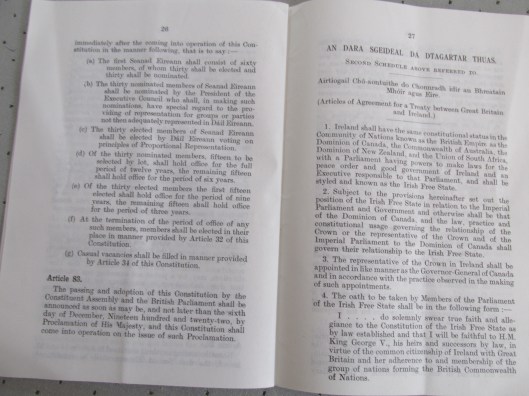 26
immediately after the coming into operation of this Con-
stitution in the manner following, that is to say:—
(a) The first Seanad Eireann shall consist of sixty
members, of whom thirty shall be elected and
thirty shall be nominated.
(b) The thirty nominated members of Seanad Eireann
shall be nominated by the President of the
Executive Council who shall, in making such
nominations, have special regard to the pro-
viding of representation for groups or parties
not then adequately represented in Dáil Eireann.
(c) The thirty elected members of Seanad Eireann
shall be elected by Dáil Eireann voting on
principles of Proportional Representation.
(d) Of the thirty nominated members, fifteen to be
selected by lot, shall hold office for the full
period of twelve years, the remaining fifteen
shall hold office for the period of six years.
(e) Of the thirty elected members the first fifteen
elected shall hold office for the period of nine
years, the remaining fifteen shall hold office
for the period of three years.
(f) At the termination of the period of office of any
such members, members shall be elected in their
place in manner provided by Article 32 of this
Constitution.
(g) Casual vacancies shall be filled in manner provided
by Article 34 of this Constitution.
Article 83.
The passing and adoption of this Constitution by the
Constituent Assembly and the British Parliament shall be
announced as soon as may be, and not later than the sixth
day of December, Nineteen hundred and twenty-two, by
Proclamation of His Majesty, and this Constitution shall
come into operation on the issue of such Proclamation.
27
AN DARA SGEIDEAL DA DTAGARTAR THUAS.
SECOND SCHEDULE ABOVE REFERRED TO
Airtiogail Chó-aontuithe do Chonnradh idir an Bhreatain
Mhóir agus Éire
(Articles of Agreement for a Treaty between Great Britain
and Ireland.)
1. Ireland shall have the same constitutional status in the
Community of Nations known as the British Empire as the
Dominion of Canada, the Commonwealth of Australia, the
Dominion of New Zealand, and the Union of South Africa,
with a Parliament having powers to make laws for the
peace order and good government of Ireland and an
Executive responsible to that Parliament, and shall be
styled and known as the Irish Free State.
2. Subject to the provisions hereinafter set out the
position of the Irish Free State in relation to the Imperial
Parliament and Government and otherwise shall be that
of the Dominion of Canada, and the law, practice and
constitutional usage governing the relationship of the
Crown or the representative of the Crown and of the
Imperial Parliament to the Dominion of Canada shall
govern their relationship to the Irish Free State.
3. The representative of the Crown in Ireland shall be
appointed in like manner as the Governor-General of Canada
and in accordance with the practice observed in the making
of such appointments.
4. The oath to be taken by Members of the Parliament
of the Irish Free State shall be in the following form:—
I . . . . . do solemnly swear true faith and alle-
giance to the Constitution of the Irish Free State as
by law established and that I will be faithful to H.M.
King George V., his heirs and successors by law, in
virtue of the common citizenship of Ireland with Great
Britain and her adherence to and membership of the
group of nations forming the British Commonwealth
of Nations.